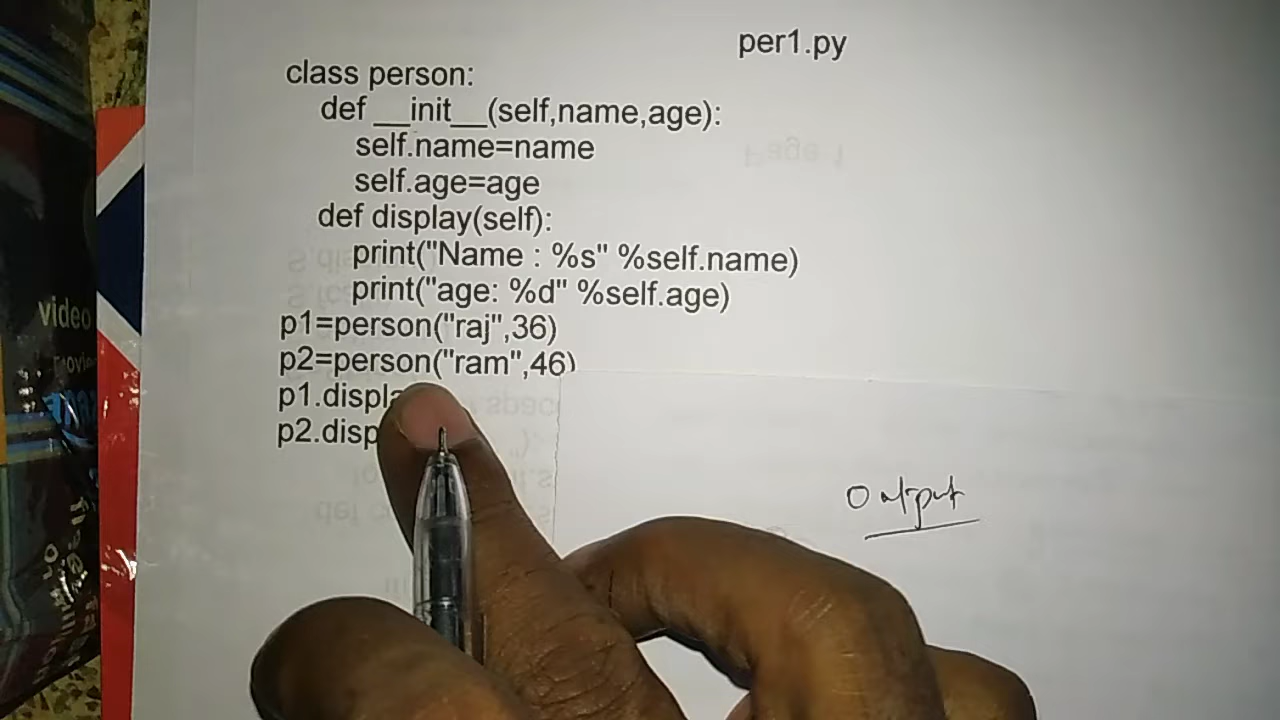 per1.py
class person:
def __init__(self,name,age):
self.name=name
self.age=age
def display(self):
print("Name : %s" %self.name)
print("age: %d" %self.age)
p1=person("raj",36)
p2=person("ram",46)
p1.displa
p2.disp
Output
video